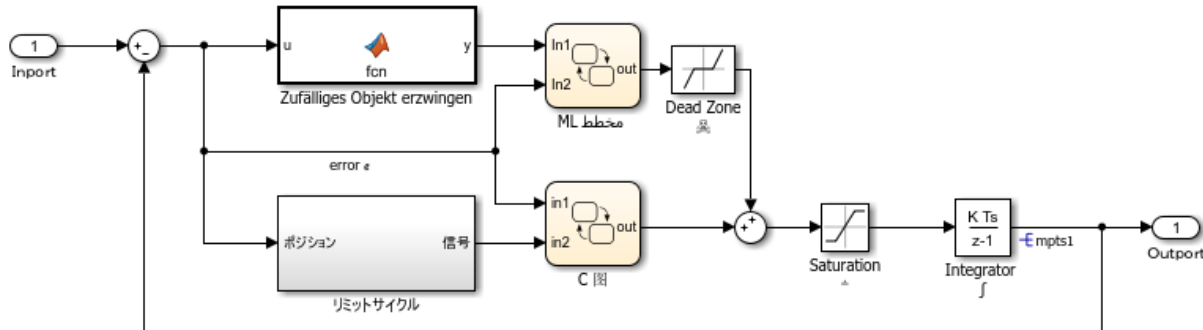 1
Inport
+
−
u
y
fcn
Zufälliges Objekt erzwingen
In1
In2
out
ML مخطط
Dead Zone
error e
ポジション
信号
リミットサイクル
in1
in2
out
C 图
+
+
Saturation
K Ts
z-1
Integrator
∫
mpts1
1
Outport